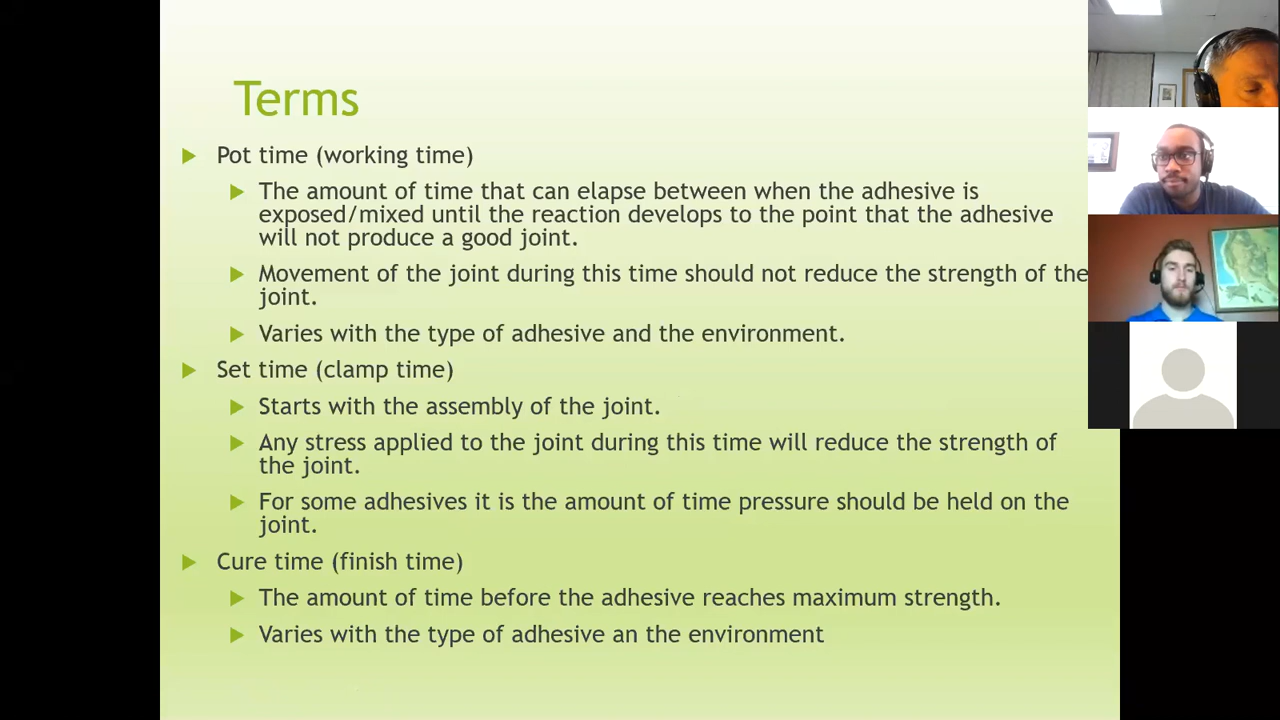 Terms
Pot time (working time)
The amount of time that can elapse between when the adhesive is
exposed/mixed until the reaction develops to the point that the adhesive
will not produce a good joint.
Movement of the joint during this time should not reduce the strength of the
joint.
Varies with the type of adhesive and the environment.
Set time (clamp time)
Starts with the assembly of the joint.
Any stress applied to the joint during this time will reduce the strength of
the joint.
For some adhesives it is the amount of time pressure should be held on the
joint.
Cure time (finish time)
The amount of time before the adhesive reaches maximum strength.
Varies with the type of adhesive an the environment